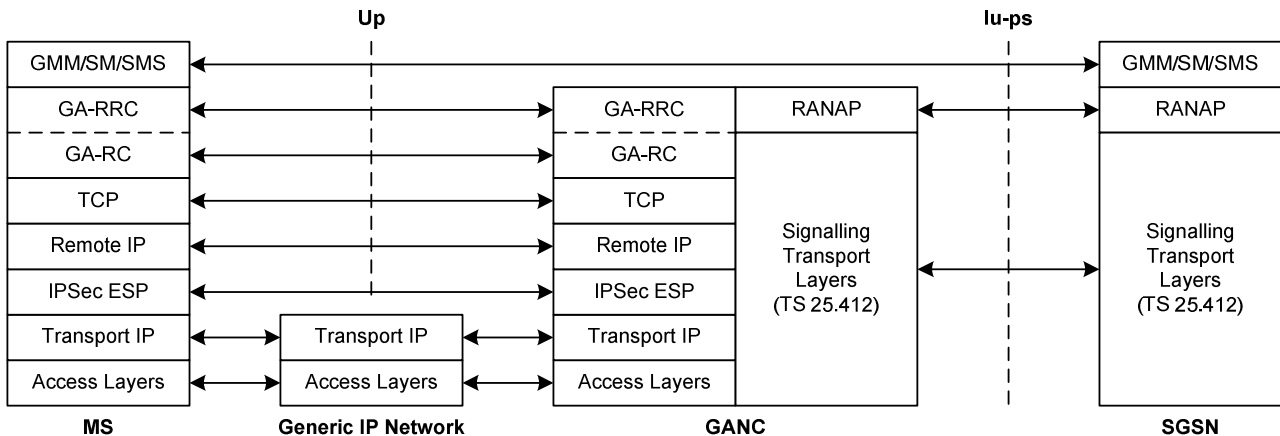 Up
Iu-ps
GMM/SM/SMS
GMM/SM/SMS
GA-RRC
GA-RRC
RANAP
RANAP
GA-RC
GA-RC
TCP
TCP
Remote IP
Remote IP
Signalling
Transport
Layers
(TS 25.412)
Signalling
Transport
Layers
(TS 25.412)
IPSec ESP
IPSec ESP
Transport IP
Transport IP
Transport IP
Access Layers
Access Layers
Access Layers
MS
Generic IP Network
GANC
SGSN